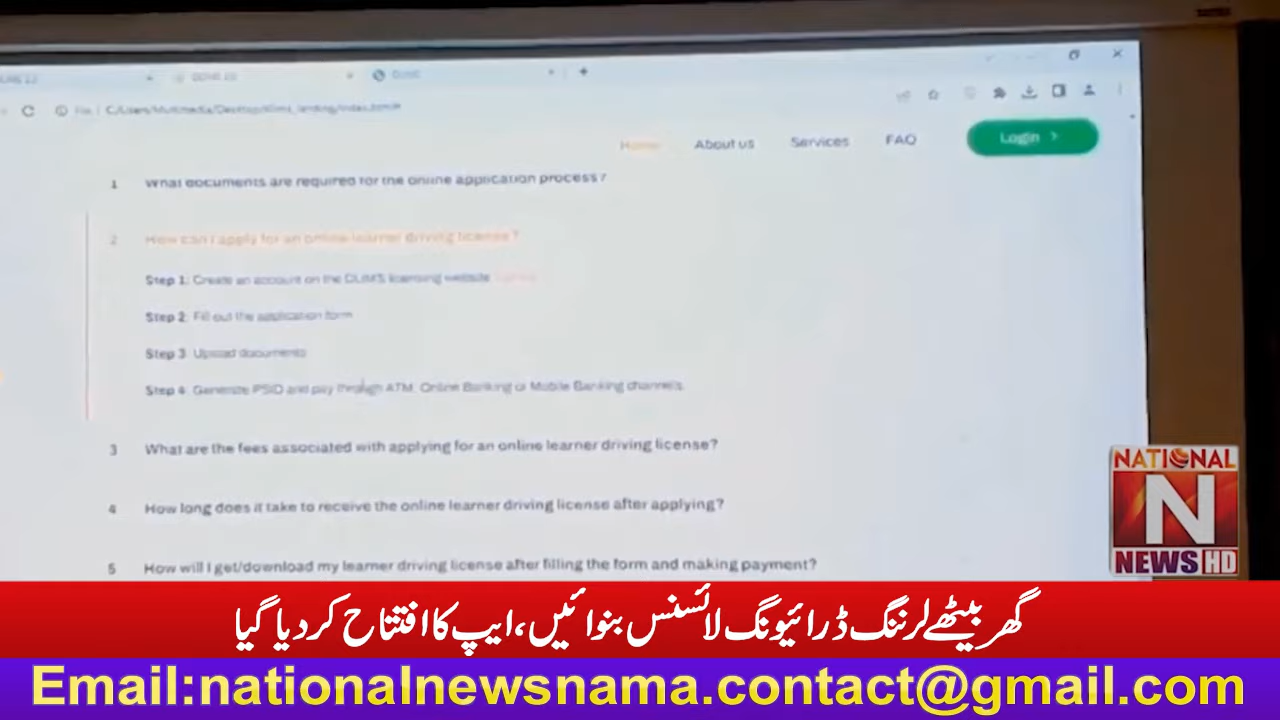 Home About us Services FAQ Login >
1 What documents are required for the online application process?
2 How can I apply for an online learner driving license?
Step 1: Create an account on the DLIMS licensing website
Step 2: Fill out the application form
Step 3: Upload documents
Step 4: Generate PSID and pay through ATM, Online Banking or Mobile Banking channels.
3 What are the fees associated with applying for an online learner driving license?
4 How long does it take to receive the online learner driving license after applying?
5 How will I get/download my learner driving license after filling the form and making payment?
NATIONAL
N
NEWS HD
گھر بیٹھے لرننگ ڈرائیونگ لائسنس بنوائیں، ایپ کا افتتاح کر دیا گیا
Email:nationalnewsnama.contact@gmail.com